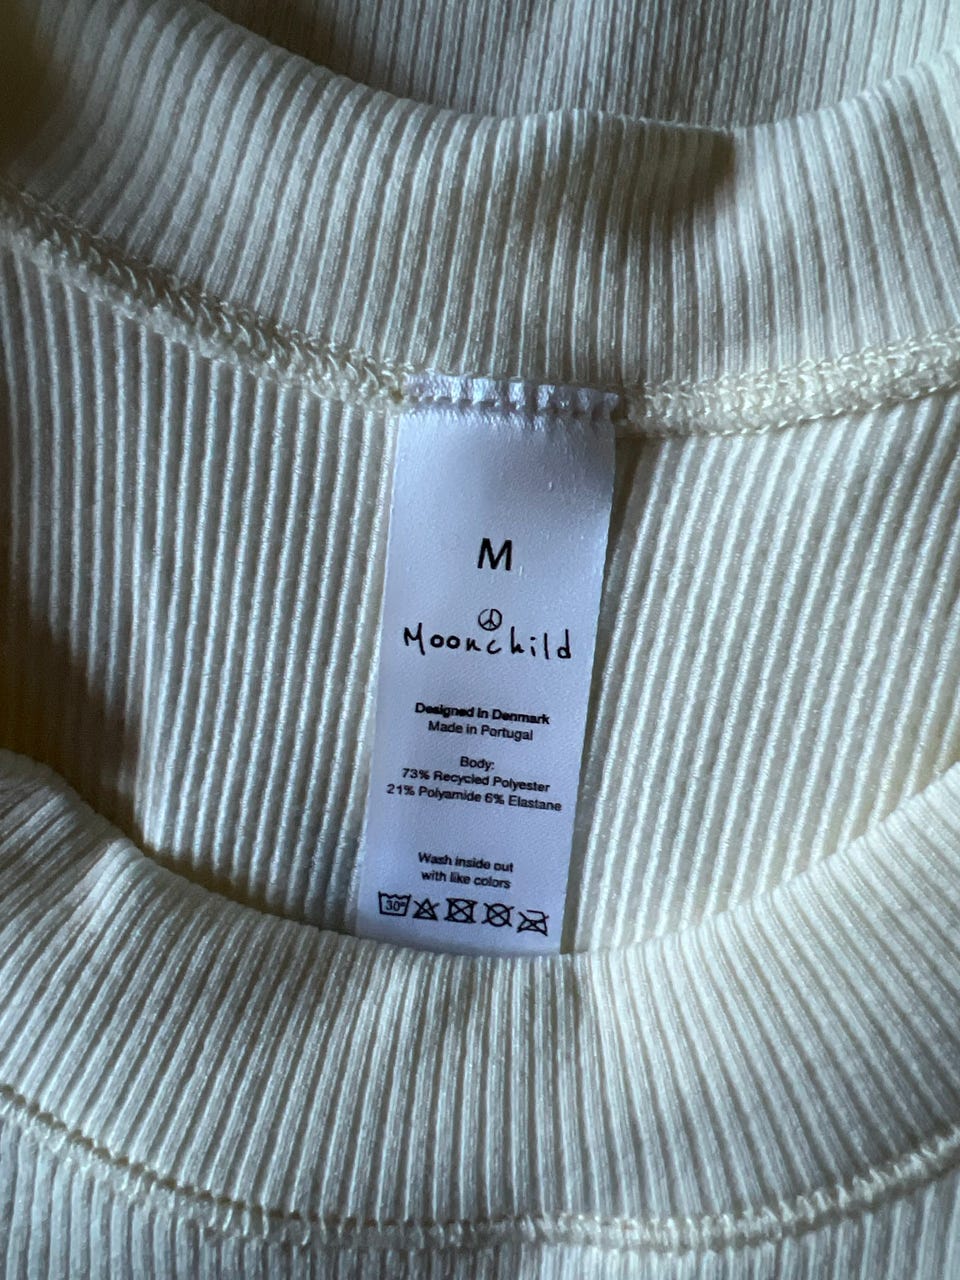 M
Moonchild
Designed in Denmark
Made in Portugal
Body:
73% Recycled Polyester
21% Polyamide 6% Elastane
Wash inside out
with like colors
30°